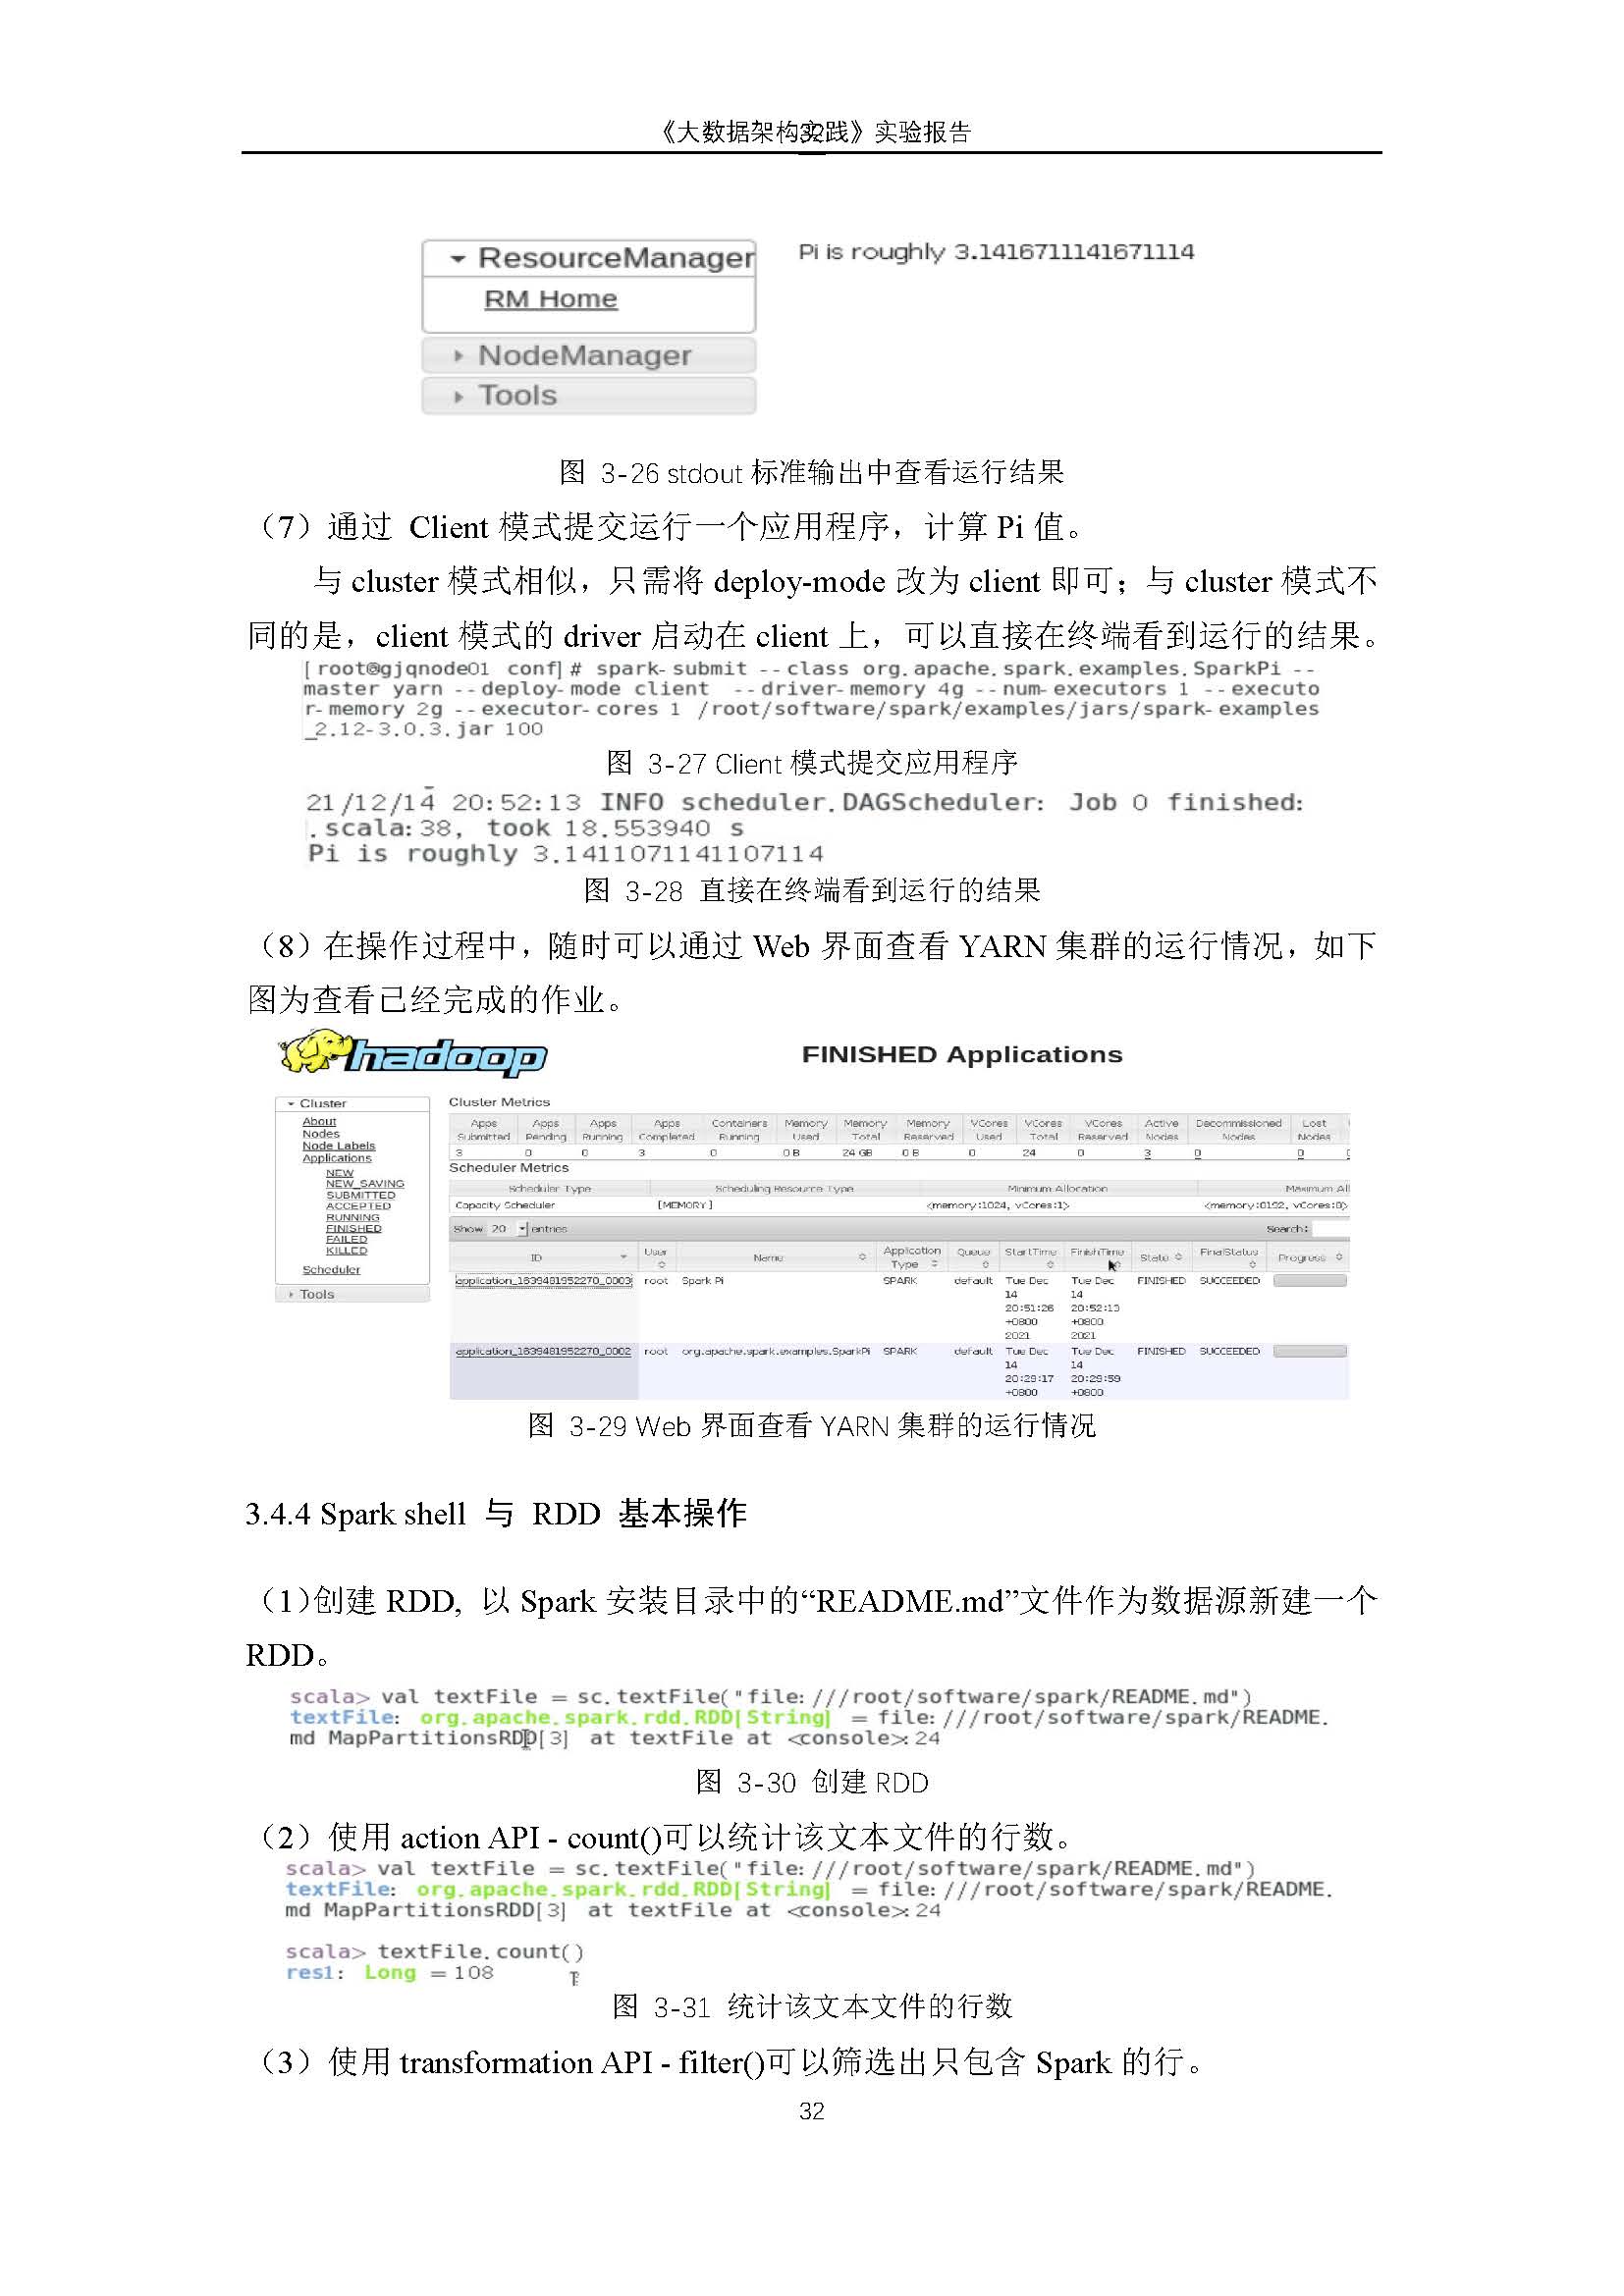 《大数据架构实践》实验报告
ResourceManager
RM Home
NodeManager
Tools
Pi is roughly 3.1416711141671114
图 3-26 stdout 标准输出中查看运行结果
（7）通过 Client 模式提交运行一个应用程序，计算 Pi 值。
与 cluster 模式相似，只需将 deploy-mode 改为 client 即可；与 cluster 模式不
同的是，client 模式的 driver 启动在 client 上，可以直接在终端看到运行的结果。
[root@gjqnode01 conf]# spark-submit --class org.apache.spark.examples.SparkPi --
master yarn --deploy-mode client --driver-memory 4g --num-executors 1 --executo
r-memory 2g --executor-cores 1 /root/software/spark/examples/jars/spark-examples
_2.12-3.0.3.jar 100
图 3-27 Client 模式提交应用程序
21/12/14 20:52:13 INFO scheduler.DAGScheduler: Job 0 finished:
.scala:38, took 18.553940 s
Pi is roughly 3.1411071141107114
图 3-28 直接在终端看到运行的结果
（8）在操作过程中，随时可以通过 Web 界面查看 YARN 集群的运行情况，如下
图为查看已经完成的作业。
hadoop
FINISHED Applications
Cluster
About
Nodes
Node Labels
Applications
NEW
NEW_SAVING
SUBMITTED
ACCEPTED
RUNNING
FINISHED
FAILED
KILLED
Scheduler
Tools
Cluster Metrics
Apps Submitted Apps Pending Apps Running Apps Completed Containers Running Memory Used Memory Total Memory Reserved VCores Used VCores Total VCores Reserved Active Nodes Decommissioned Nodes Lost Nodes
3 0 0 3 0 0 B 24 GB 0 B 0 24 0 3 0 0
Scheduler Metrics
Scheduler Type Scheduling Resource Type Minimum Allocation Maximum All
Capacity Scheduler [MEMORY] <memory:1024, vCores:1>
Show 20 entries Search:
ID User Name Application Type Queue StartTime FinishTime State FinalStatus Progress
application_1639481952270_0003 root Spark Pi SPARK default Tue Dec 14 20:51:26 +0800 2021 Tue Dec 14 20:52:13 +0800 2021 FINISHED SUCCEEDED
application_1639481952270_0002 root org.apache.spark.examples.SparkPi SPARK default Tue Dec 14 20:29:17 +0800 Tue Dec 14 20:29:59 +0800 FINISHED SUCCEEDED
图 3-29 Web 界面查看 YARN 集群的运行情况
3.4.4 Spark shell 与 RDD 基本操作
（1）创建 RDD, 以 Spark 安装目录中的“README.md”文件作为数据源新建一个
RDD。
scala> val textFile = sc.textFile("file:///root/software/spark/README.md")
textFile: org.apache.spark.rdd.RDD[String] = file:///root/software/spark/README.
md MapPartitionsRDD[3] at textFile at <console>:24
图 3-30 创建 RDD
（2）使用 action API - count()可以统计该文本文件的行数。
scala> val textFile = sc.textFile("file:///root/software/spark/README.md")
textFile: org.apache.spark.rdd.RDD[String] = file:///root/software/spark/README.
md MapPartitionsRDD[3] at textFile at <console>:24
scala> textFile.count()
res1: Long = 108
图 3-31 统计该文本文件的行数
（3）使用 transformation API - filter()可以筛选出只包含 Spark 的行。
32